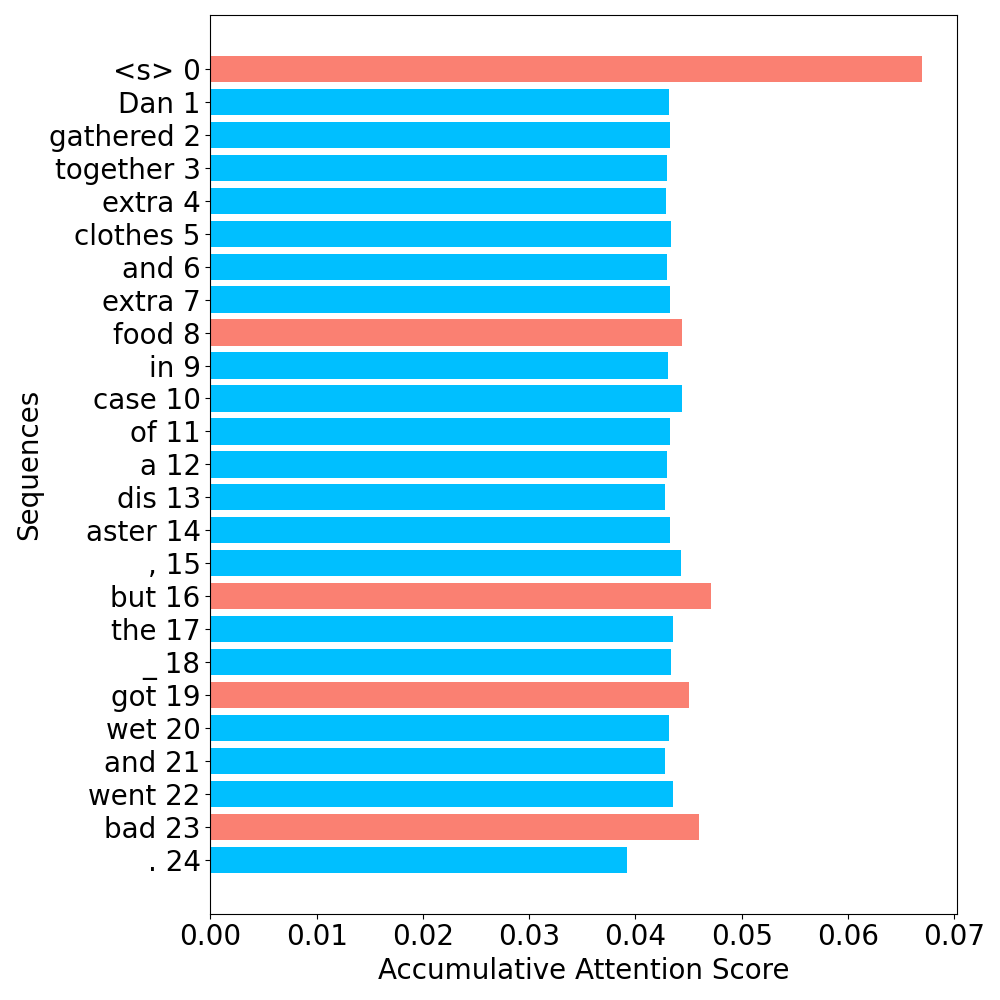 <s> 0
Dan 1
gathered 2
together 3
extra 4
clothes 5
and 6
extra 7
food 8
in 9
case 10
of 11
a 12
dis 13
aster 14
, 15
but 16
the 17
_ 18
got 19
wet 20
and 21
went 22
bad 23
. 24
Sequences
0.00 0.01 0.02 0.03 0.04 0.05 0.06 0.07
Accumulative Attention Score